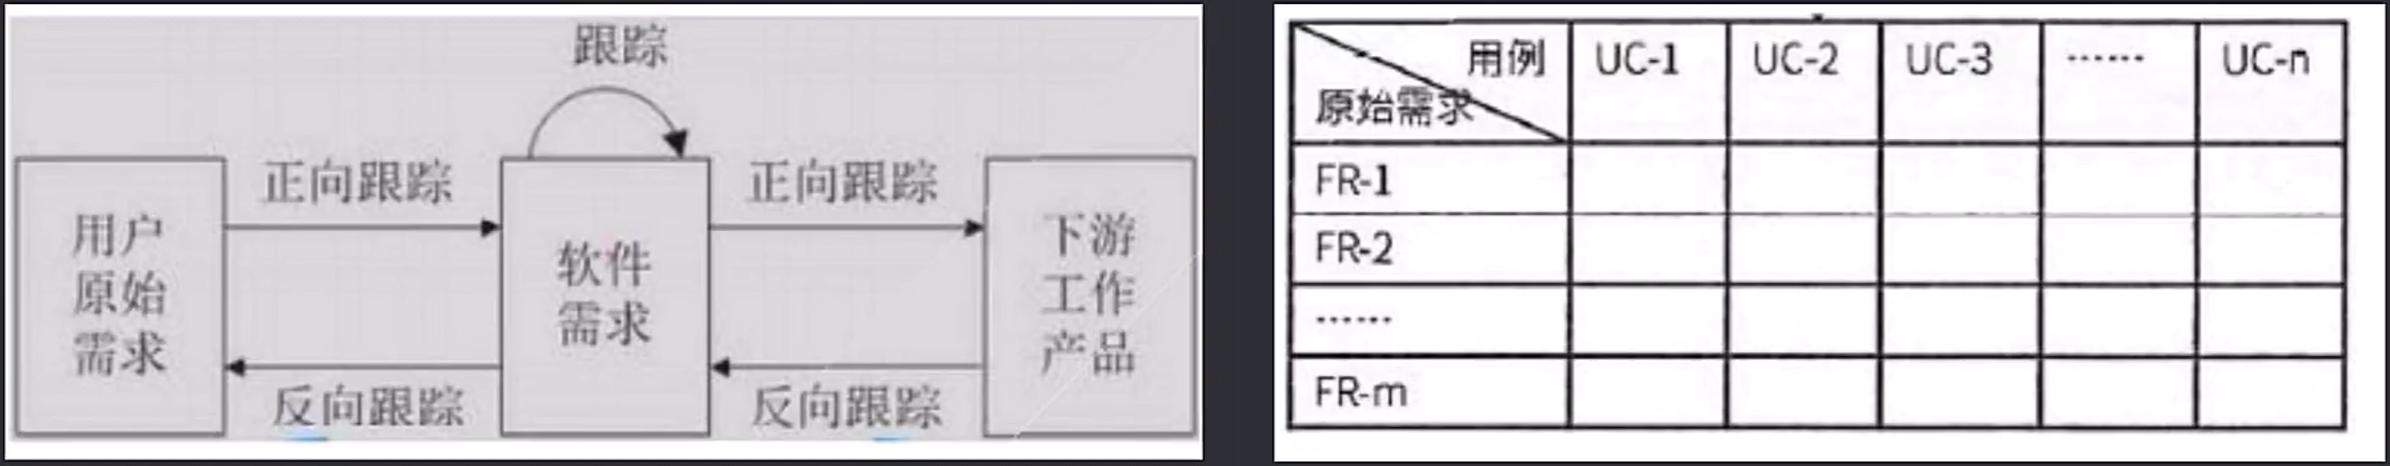 跟踪
正向跟踪
正向跟踪
用户
原始
需求
软件
需求
下游
工作
产品
反向跟踪
反向跟踪
用例
原始需求
UC-1
UC-2
UC-3
……
UC-n
FR-1
FR-2
……
FR-m